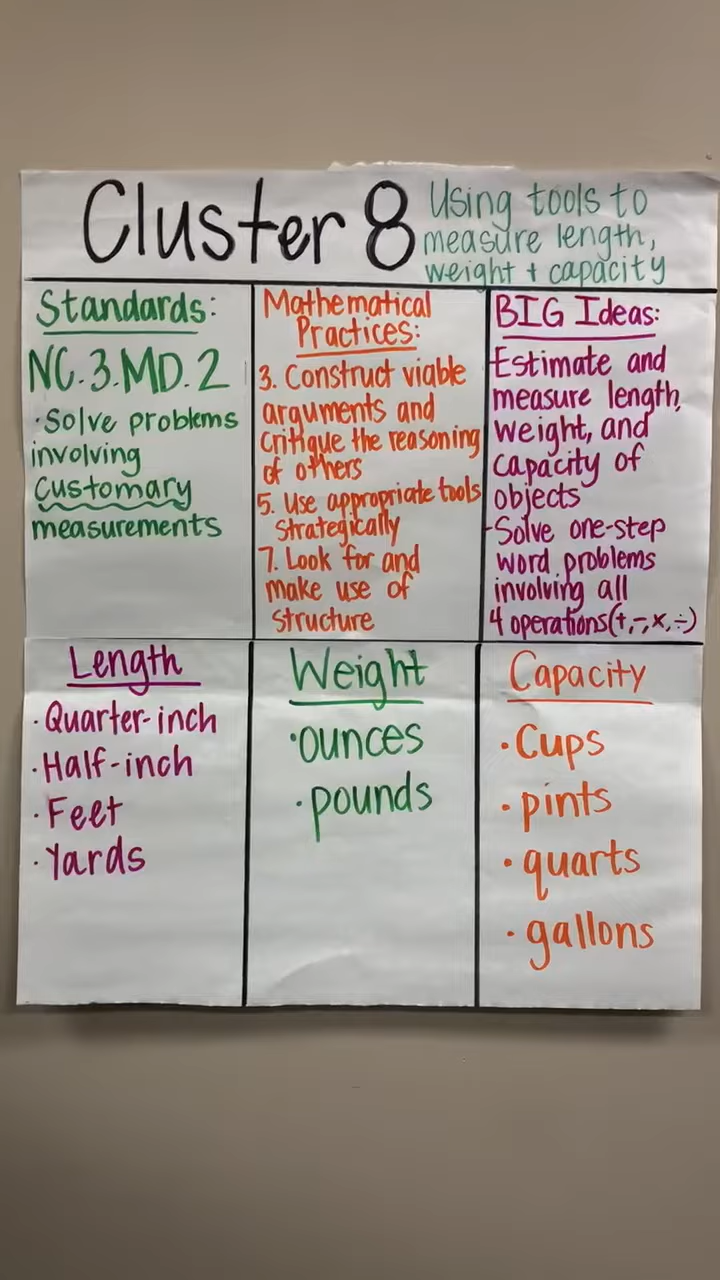 Cluster 8
Using tools to
measure length,
weight + capacity
Standards:
NC.3.MD.2
·Solve problems
involving
Customary
measurements
Mathematical
Practices:
3. Construct viable
arguments and
critique the reasoning
of others
5. Use appropriate tools
strategically
7. Look for and
make use of
structure
BIG Ideas:
-Estimate and
measure length,
weight, and
capacity of
objects
-Solve one-step
word problems
involving all
4 operations(+,-,×,÷)
Length
·Quarter-inch
·Half-inch
·Feet
·Yards
Weight
·ounces
·pounds
Capacity
·Cups
·pints
·quarts
·gallons